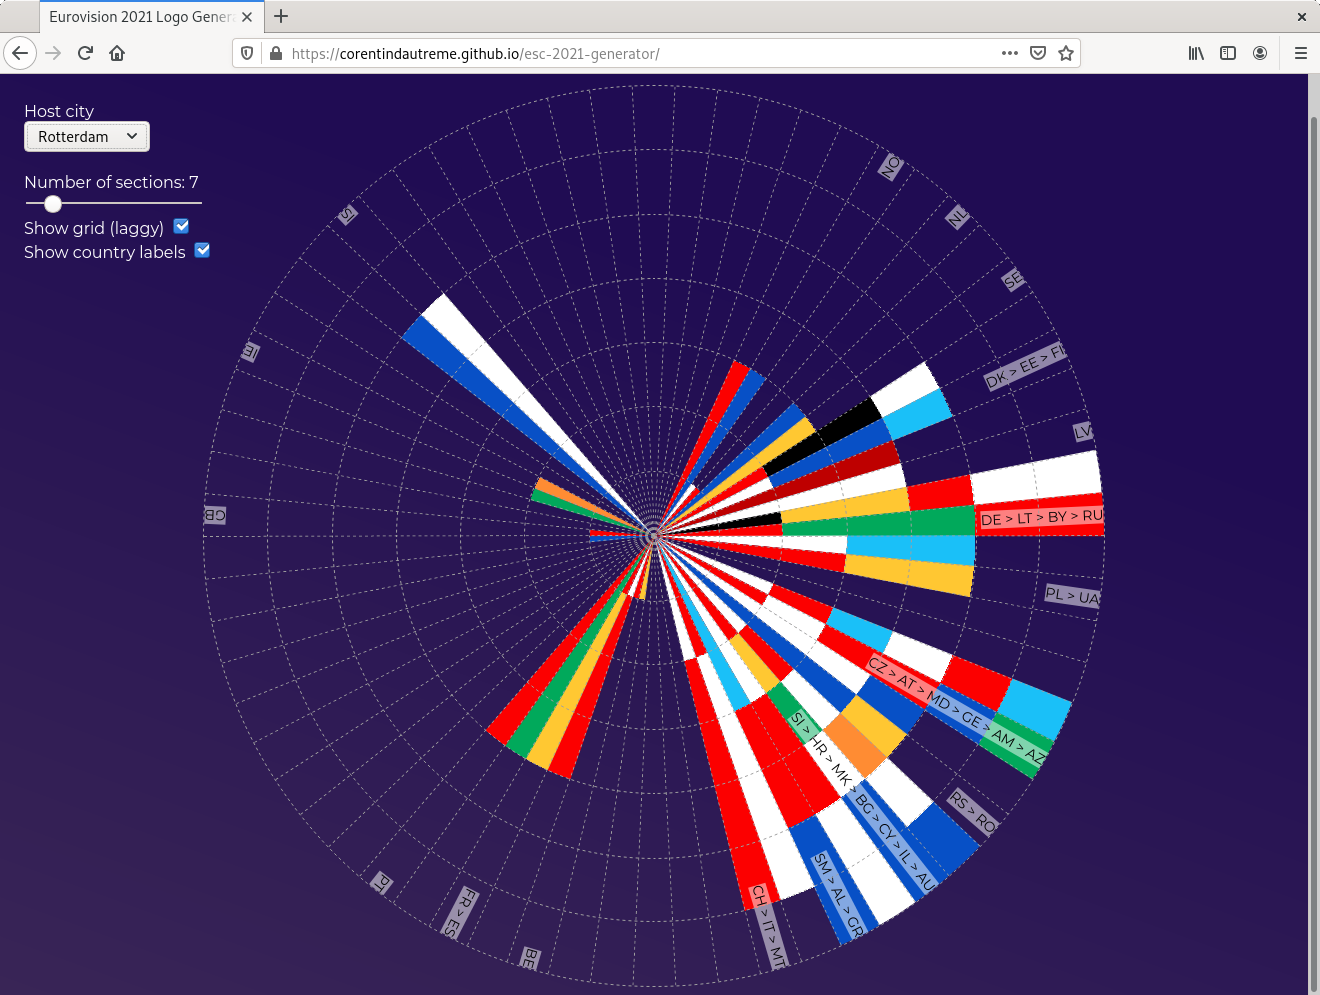 Eurovision 2021 Logo Gener
https://corentindautreme.github.io/esc-2021-generator/
Host city
Rotterdam
Number of sections: 7
Show grid (laggy)
Show country labels
NO
NL
SE
DK > EE > FI
LV
DE > LT > BY > RU
PL > UA
CZ > AT > MD > GE > AM > AZ
RS > RO
SI > HR > MK > BG > CY > IL > AU
SM > AL > GR
CH > IT > MT
BE
FR > ES
PT
GB
IE
IS